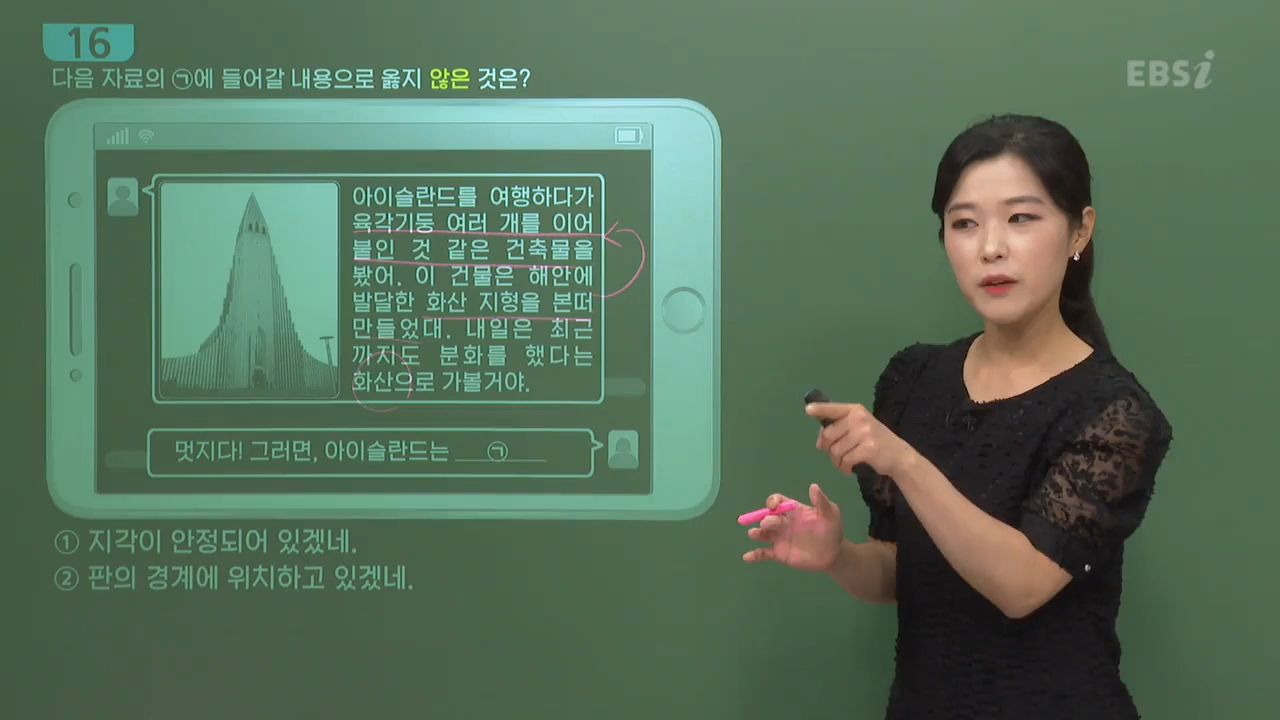 16
EBSi
다음 자료의 ㉠에 들어갈 내용으로 옳지 않은 것은?
아이슬란드를 여행하다가
육각기둥 여러 개를 이어
붙인 것 같은 건축물을
봤어. 이 건물은 해안에
발달한 화산 지형을 본떠
만들었대. 내일은 최근
까지도 분화를 했다는
화산으로 가볼거야.
멋지다! 그러면, 아이슬란드는 ___㉠___
① 지각이 안정되어 있겠네.
② 판의 경계에 위치하고 있겠네.